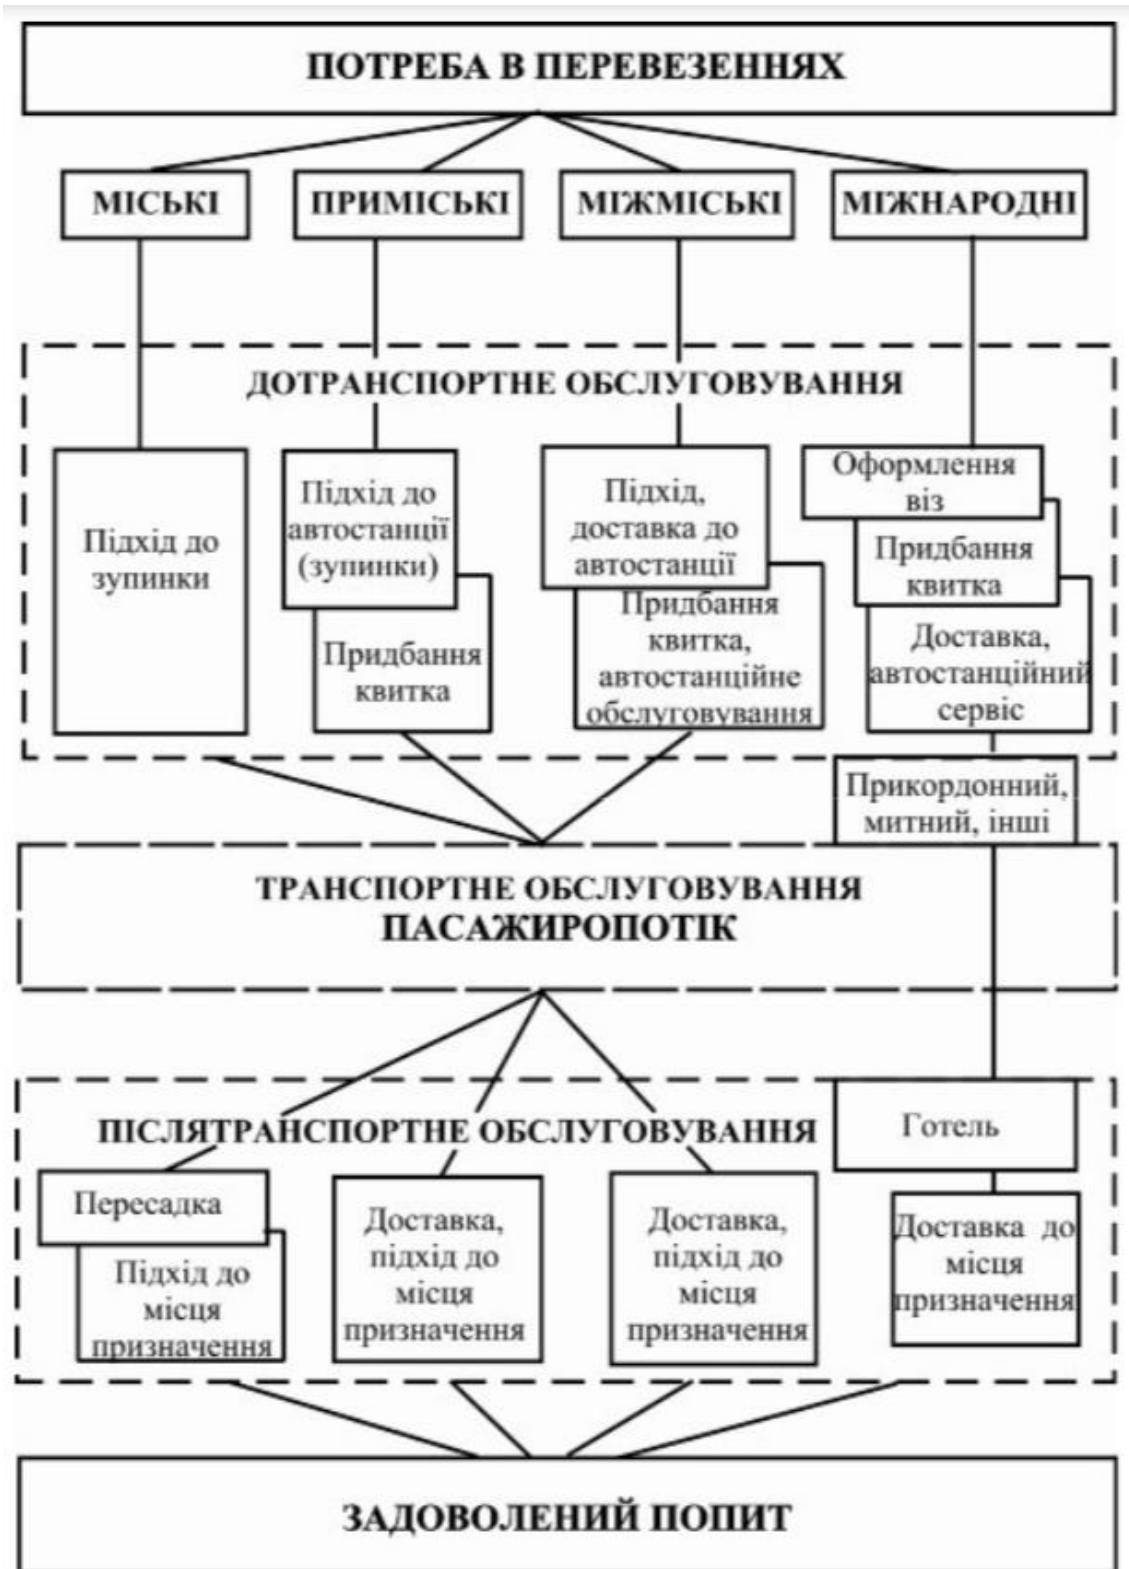 ПОТРЕБА В ПЕРЕВЕЗЕННЯХ
МІСЬКІ
ПРИМІСЬКІ
МІЖМІСЬКІ
МІЖНАРОДНІ
ДОТРАНСПОРТНЕ ОБСЛУГОВУВАННЯ
Підхід до
зупинки
Підхід до
автостанції
(зупинки)
Придбання
квитка
Підхід,
доставка до
автостанції
Придбання
квитка,
автостанційне
обслуговування
Оформлення
віз
Придбання
квитка
Доставка,
автостанційний
сервіс
Прикордонний,
митний, інші
ТРАНСПОРТНЕ ОБСЛУГОВУВАННЯ
ПАСАЖИРОПОТІК
ПІСЛЯТРАНСПОРТНЕ ОБСЛУГОВУВАННЯ
Пересадка
Підхід до
місця
призначення
Доставка,
підхід до
місця
призначення
Доставка,
підхід до
місця
призначення
Готель
Доставка до
місця
призначення
ЗАДОВОЛЕНИЙ ПОПИТ